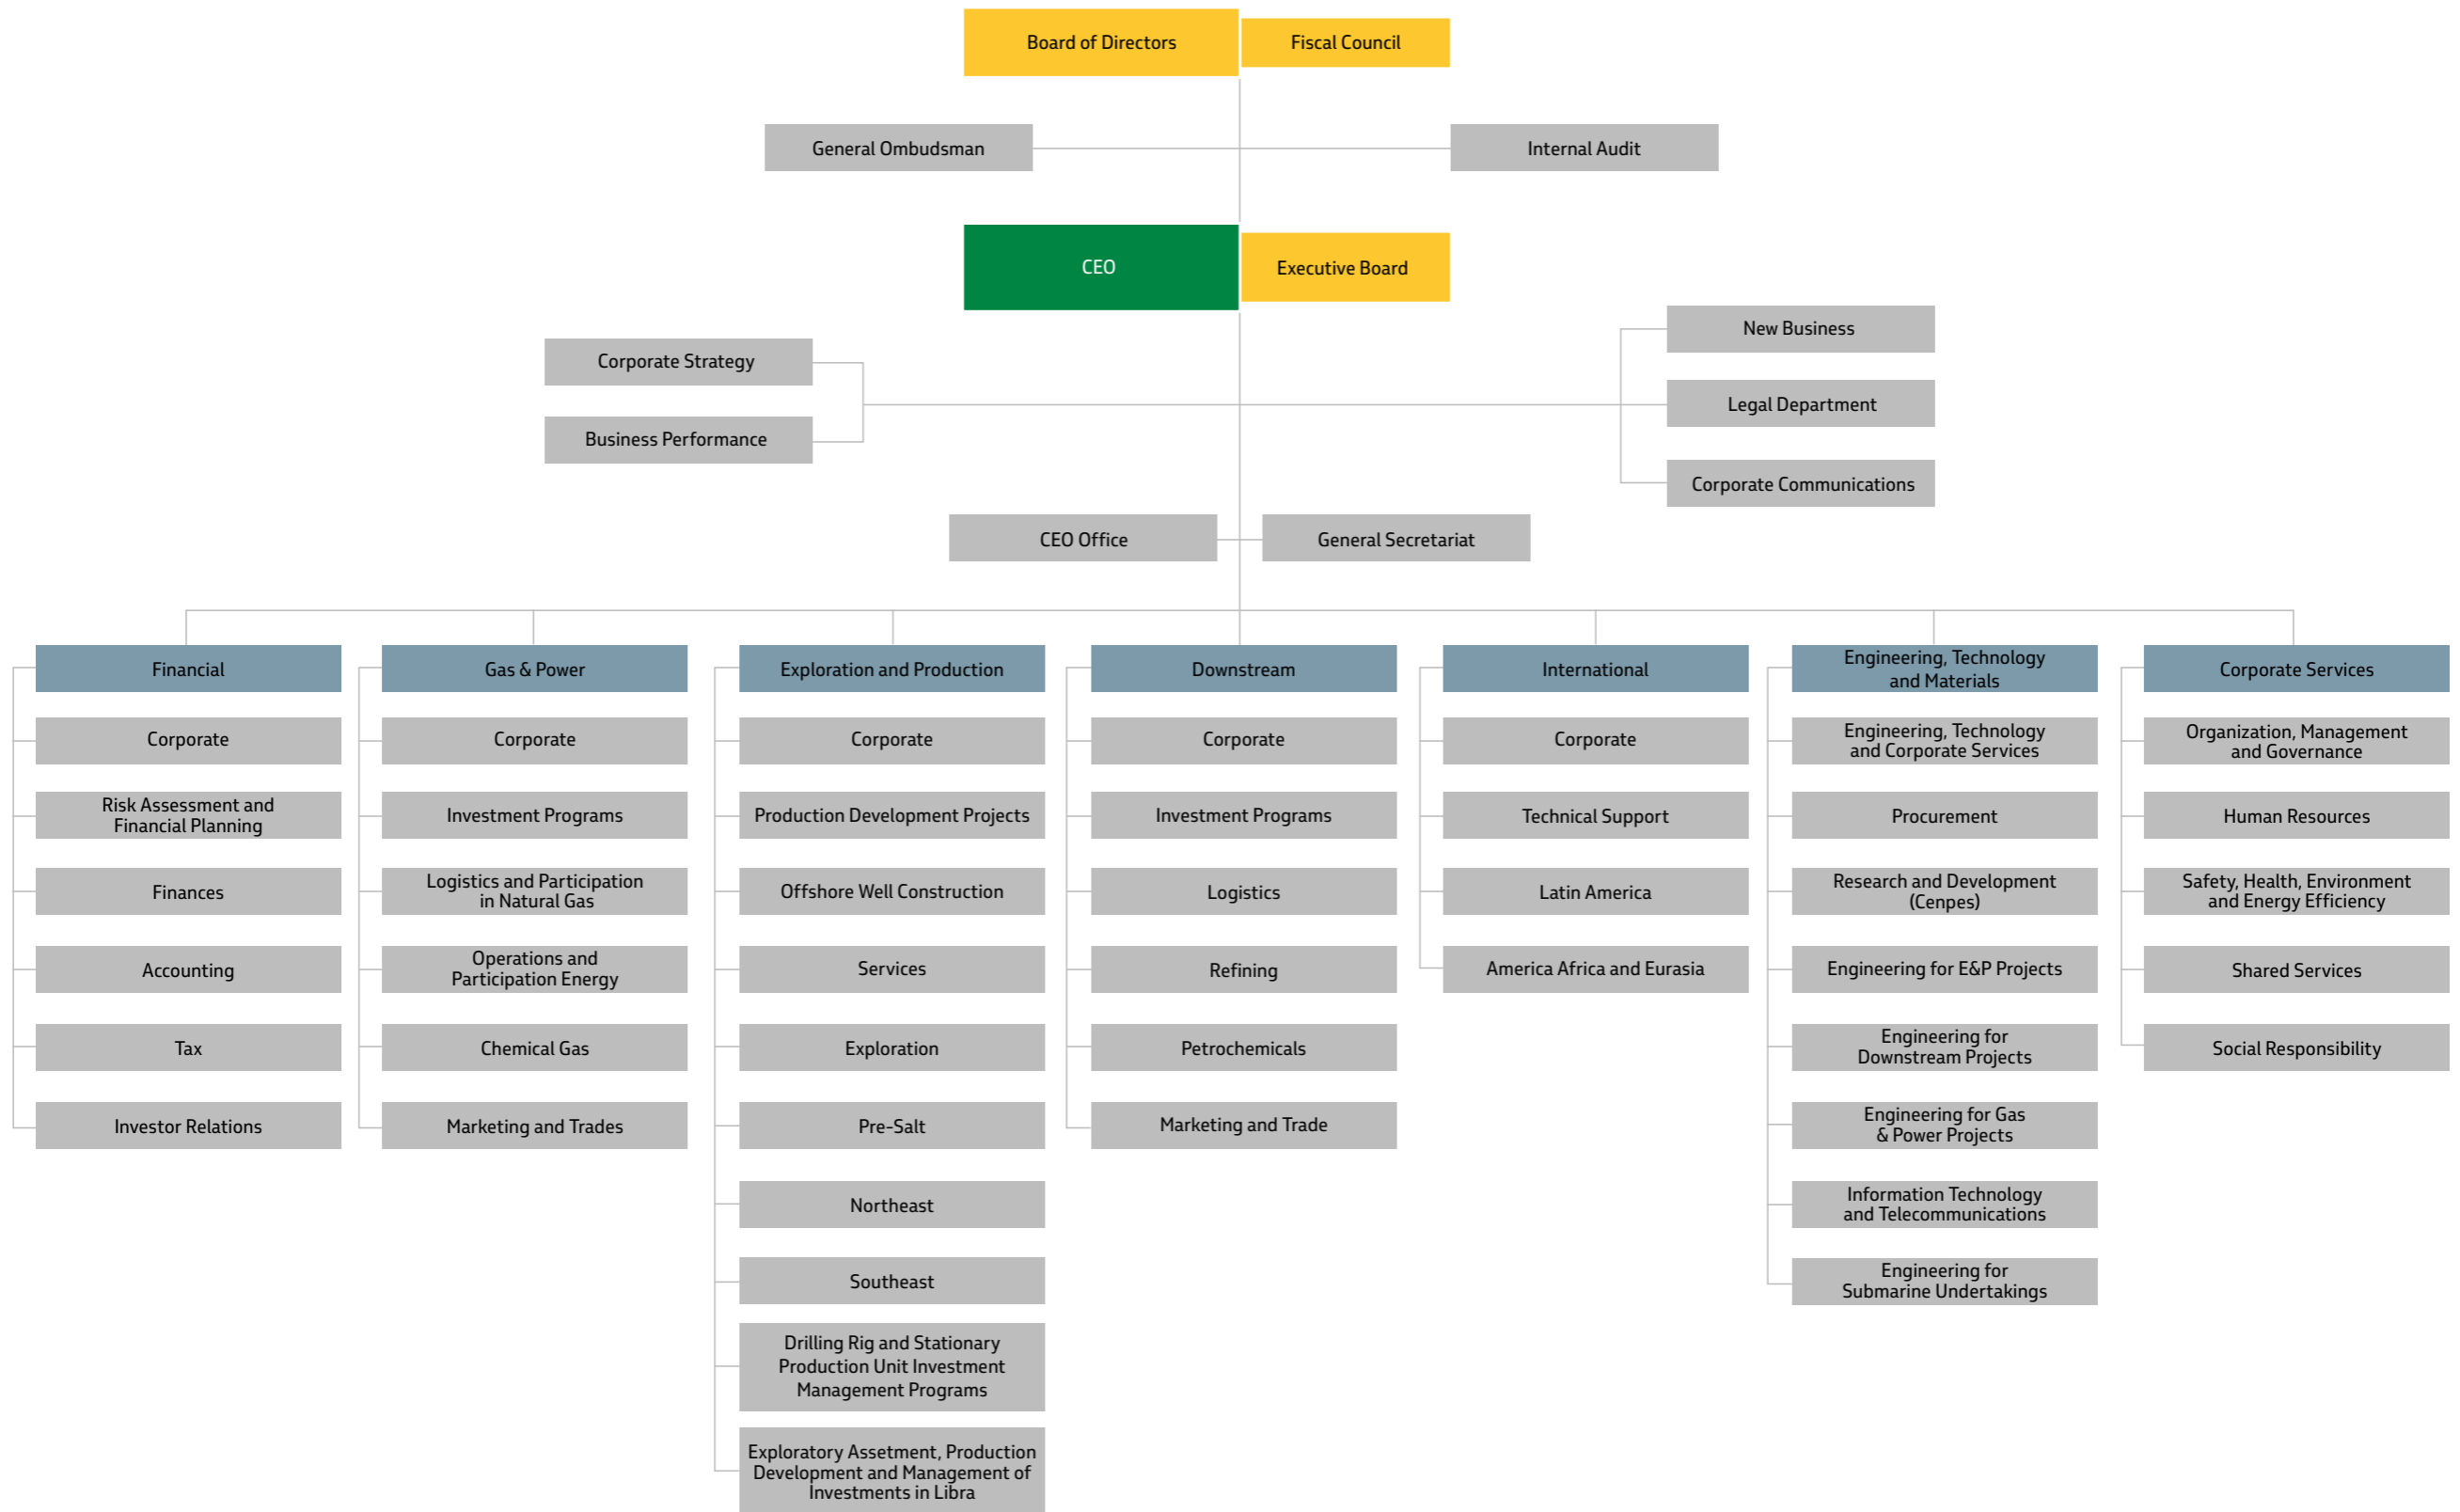 Board of Directors
Fiscal Council
General Ombudsman
Internal Audit
CEO
Executive Board
New Business
Corporate Strategy
Legal Department
Business Performance
Corporate Communications
CEO Office
General Secretariat
Financial
Corporate
Risk Assessment and
Financial Planning
Finances
Accounting
Tax
Investor Relations
Gas & Power
Corporate
Investment Programs
Logistics and Participation
in Natural Gas
Operations and
Participation Energy
Chemical Gas
Marketing and Trades
Exploration and Production
Corporate
Production Development Projects
Offshore Well Construction
Services
Exploration
Pre-Salt
Northeast
Southeast
Drilling Rig and Stationary
Production Unit Investment
Management Programs
Exploratory Assetment, Production
Development and Management of
Investments in Libra
Downstream
Corporate
Investment Programs
Logistics
Refining
Petrochemicals
Marketing and Trade
International
Corporate
Technical Support
Latin America
America Africa and Eurasia
Engineering, Technology
and Materials
Engineering, Technology
and Corporate Services
Procurement
Research and Development
(Cenpes)
Engineering for E&P Projects
Engineering for
Downstream Projects
Engineering for Gas
& Power Projects
Information Technology
and Telecommunications
Engineering for
Submarine Undertakings
Corporate Services
Organization, Management
and Governance
Human Resources
Safety, Health, Environment
and Energy Efficiency
Shared Services
Social Responsibility